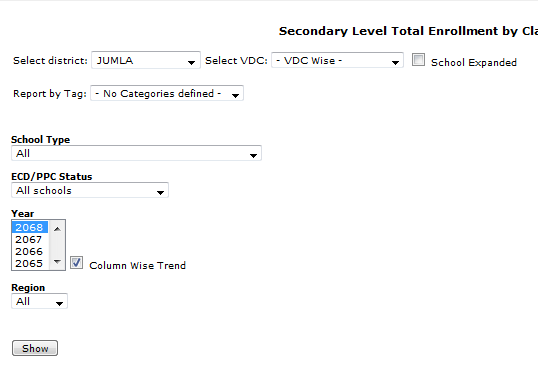 Secondary Level Total Enrollment by Cla
Select district: JUMLA Select VDC: - VDC Wise - School Expanded
Report by Tag: - No Categories defined -
School Type
All
ECD/PPC Status
All schools
Year
2068
2067
2066
2065
Column Wise Trend
Region
All
Show